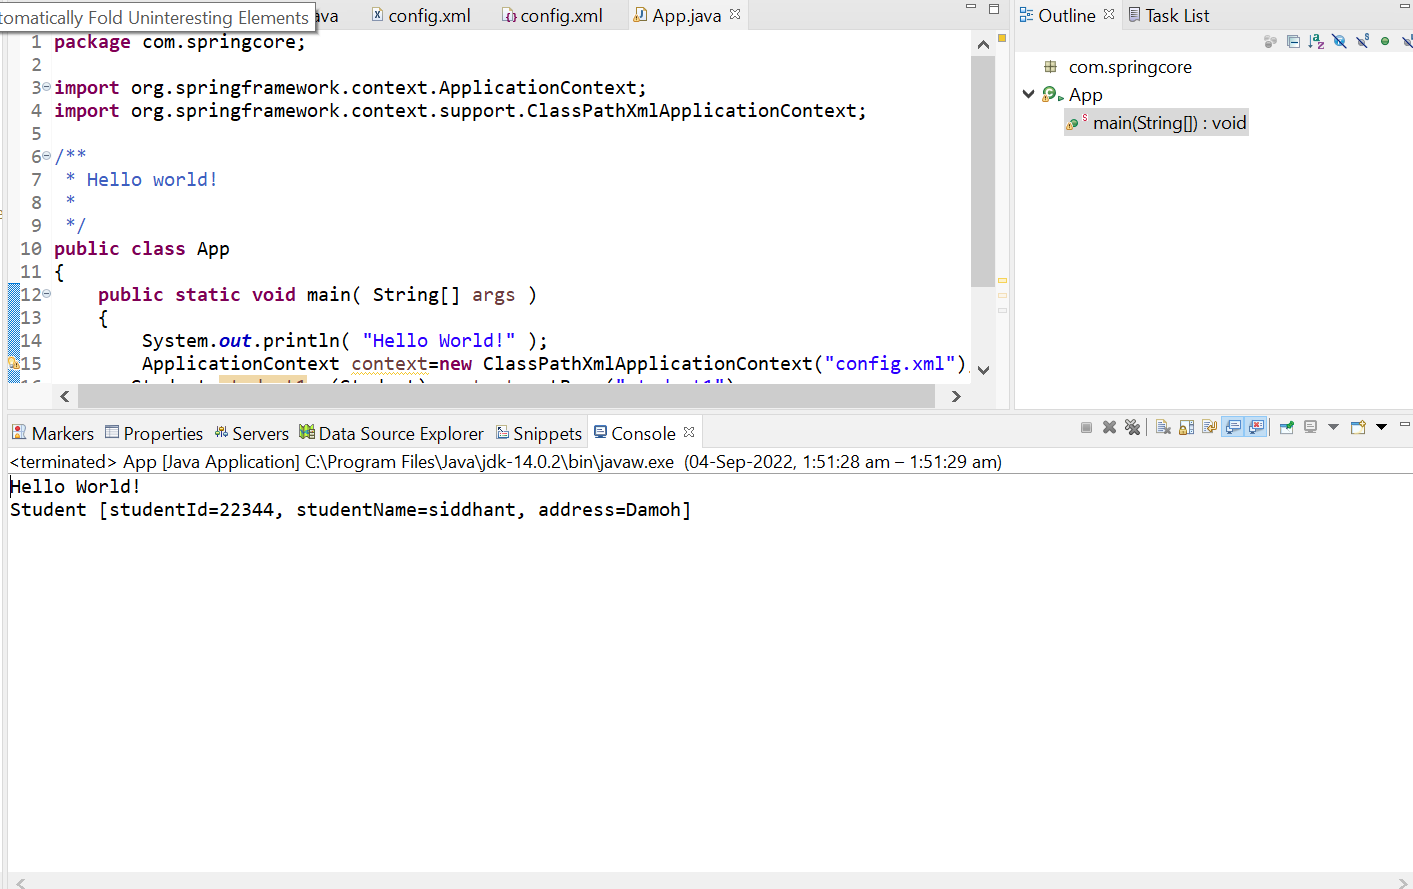 tomatically Fold Uninteresting Elements
ava config.xml config.xml App.java
Outline Task List
1 package com.springcore;
2
3 import org.springframework.context.ApplicationContext;
4 import org.springframework.context.support.ClassPathXmlApplicationContext;
5
6 /**
7 * Hello world!
8 *
9 */
10 public class App
11 {
12 public static void main( String[] args )
13 {
14 System.out.println( "Hello World!" );
15 ApplicationContext context=new ClassPathXmlApplicationContext("config.xml")
com.springcore
App
main(String[]) : void
Markers Properties Servers Data Source Explorer Snippets Console
<terminated> App [Java Application] C:\Program Files\Java\jdk-14.0.2\bin\javaw.exe (04-Sep-2022, 1:51:28 am – 1:51:29 am)
Hello World!
Student [studentId=22344, studentName=siddhant, address=Damoh]